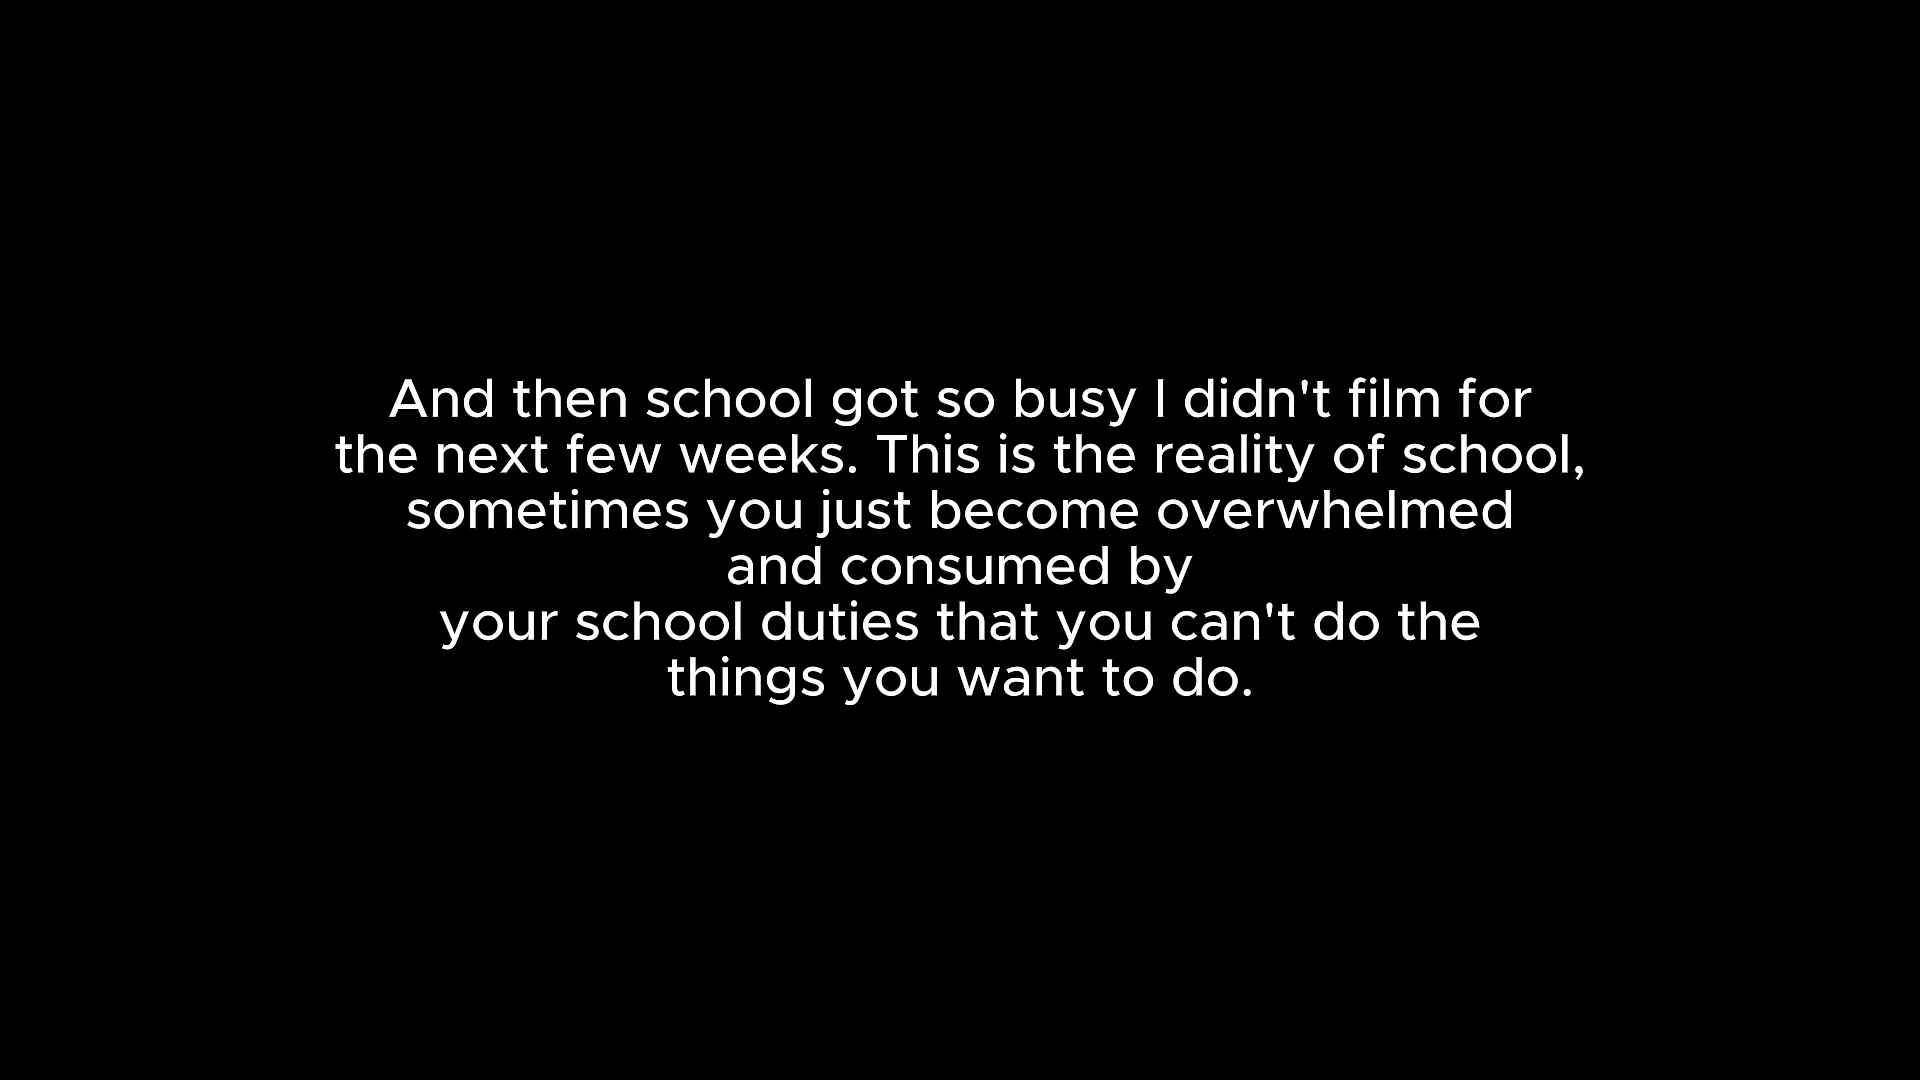 And then school got so busy I didn't film for
the next few weeks. This is the reality of school,
sometimes you just become overwhelmed
and consumed by
your school duties that you can't do the
things you want to do.